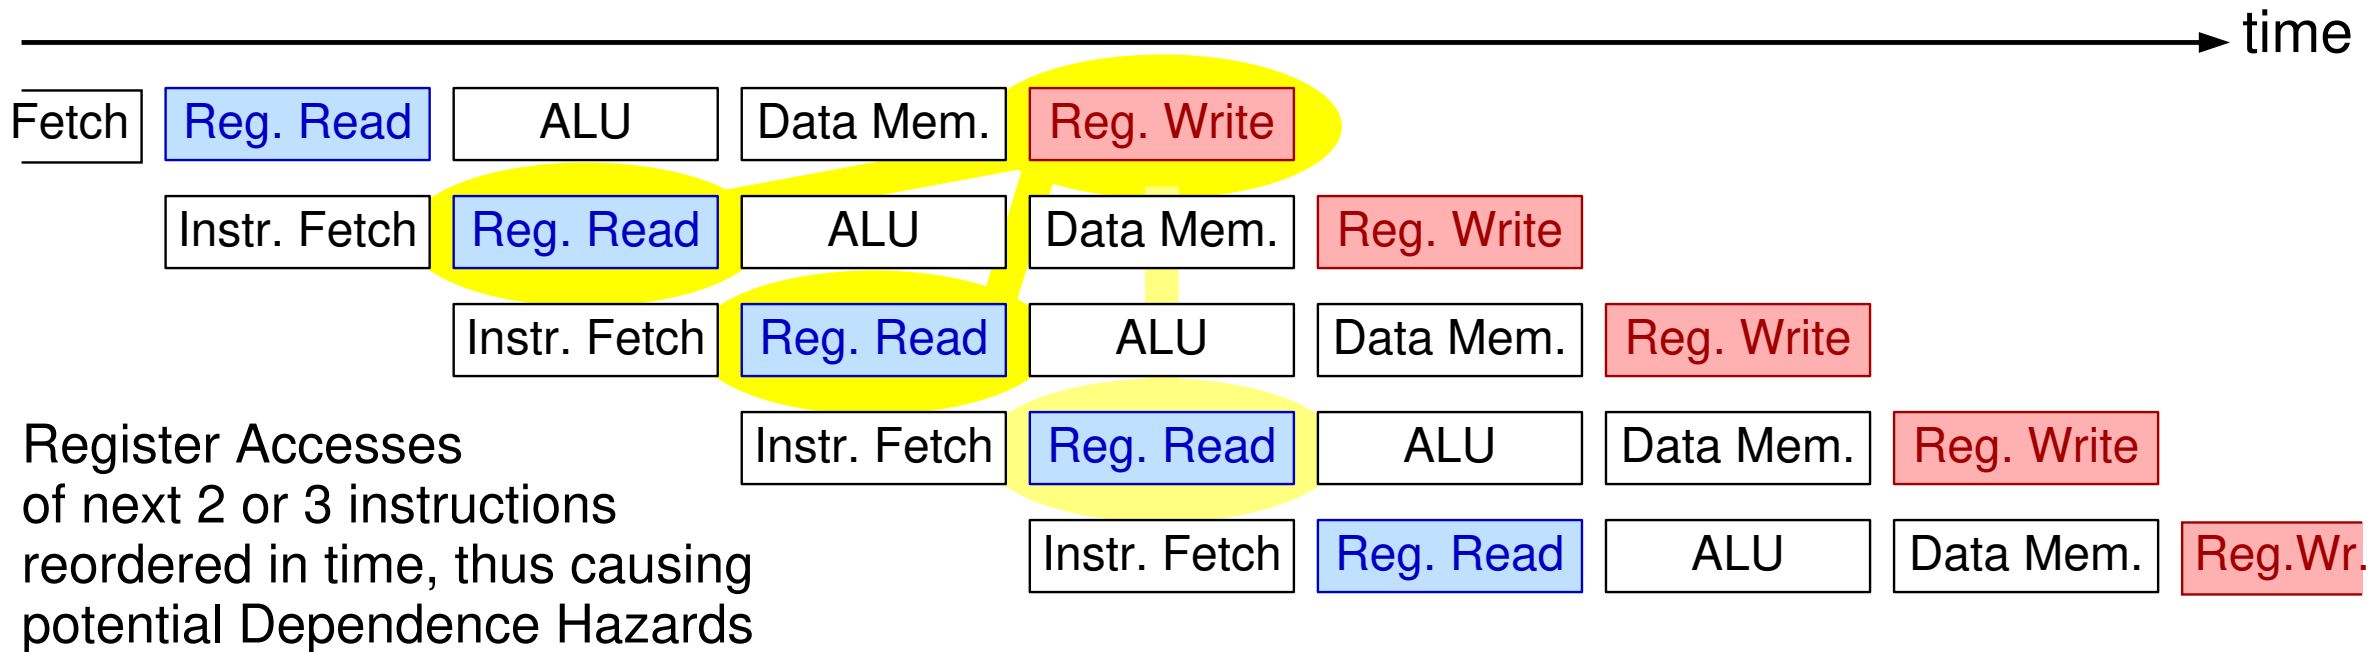 time
Fetch Reg. Read ALU Data Mem. Reg. Write
Instr. Fetch Reg. Read ALU Data Mem. Reg. Write
Instr. Fetch Reg. Read ALU Data Mem. Reg. Write
Instr. Fetch Reg. Read ALU Data Mem. Reg. Write
Instr. Fetch Reg. Read ALU Data Mem. Reg.Wr.
Register Accesses
of next 2 or 3 instructions
reordered in time, thus causing
potential Dependence Hazards